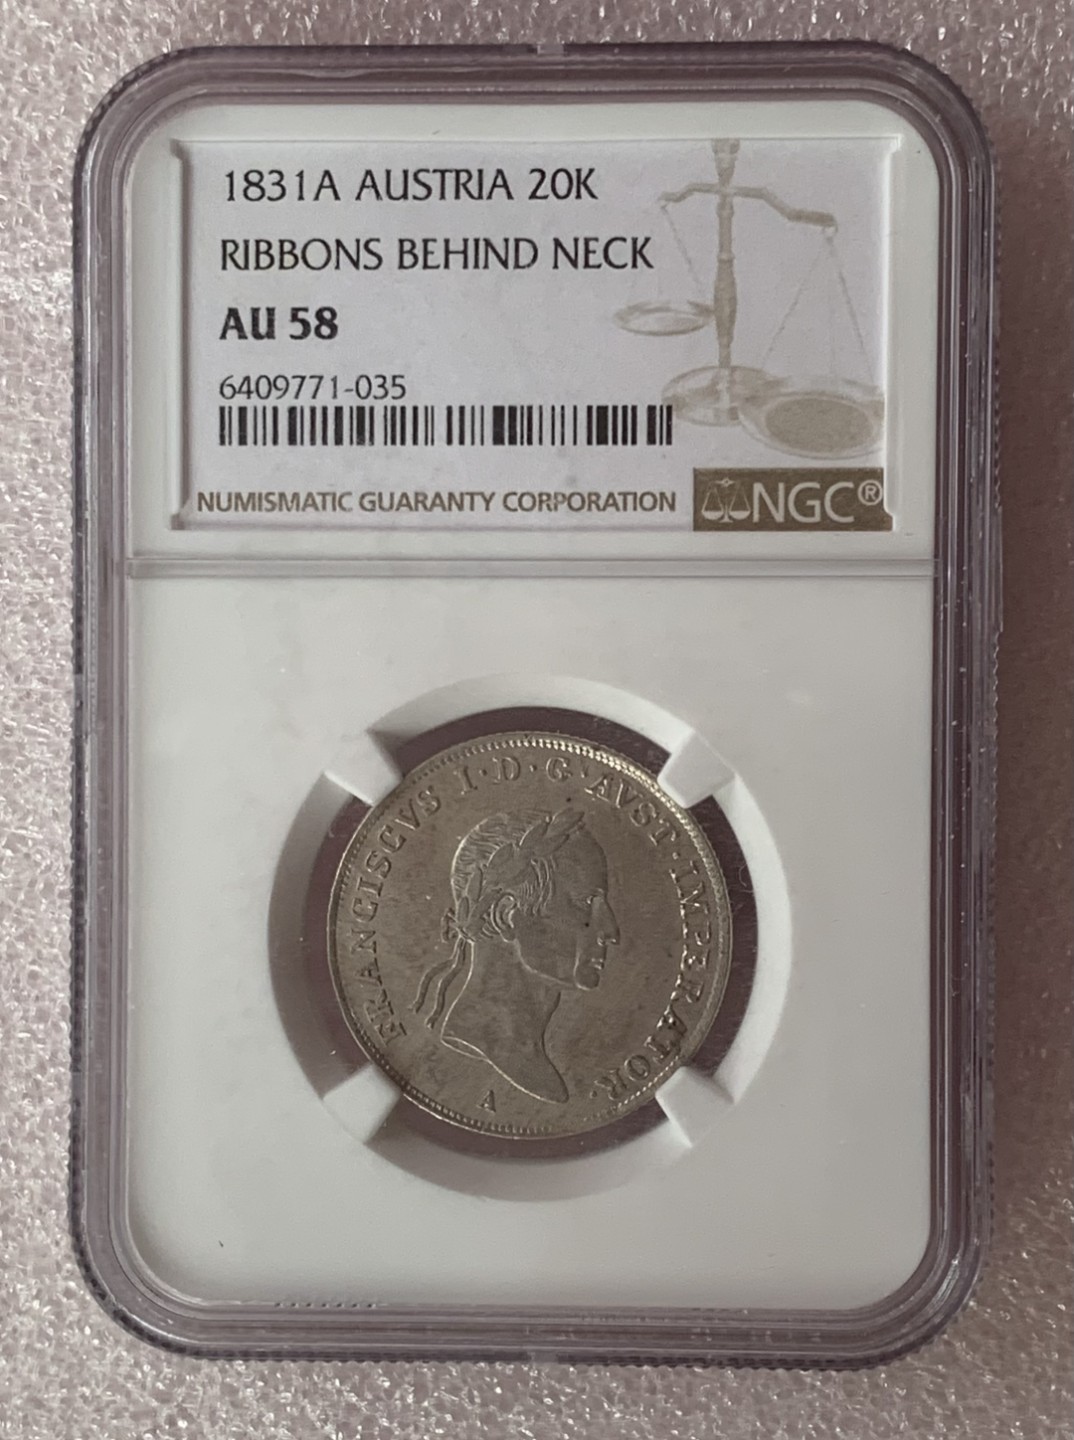 1831A AUSTRIA 20K
RIBBONS BEHIND NECK
AU 58
6409771-035
NUMISMATIC GUARANTY CORPORATION NGC®
FRANCISCVS I·D·G·AVST·IMPERATOR·
A